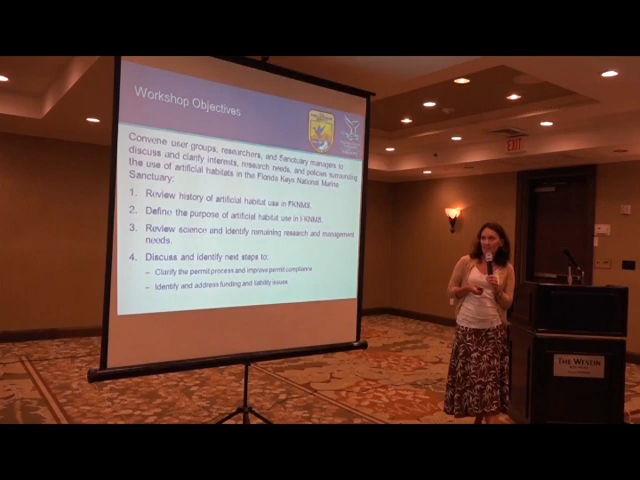 Workshop Objectives
Convene user groups, researchers, and Sanctuary managers to
discuss and clarify interests, research needs, and policies surrounding
the use of artificial habitats in the Florida Keys National Marine
Sanctuary:
1. Review history of artificial habitat use in FKNMS.
2. Define the purpose of artificial habitat use in FKNMS.
3. Review science and identify remaining research and management
needs.
4. Discuss and identify next steps to:
– Clarify the permit process and improve permit compliance
– Identify and address funding and liability issues
EXIT
THE WESTIN